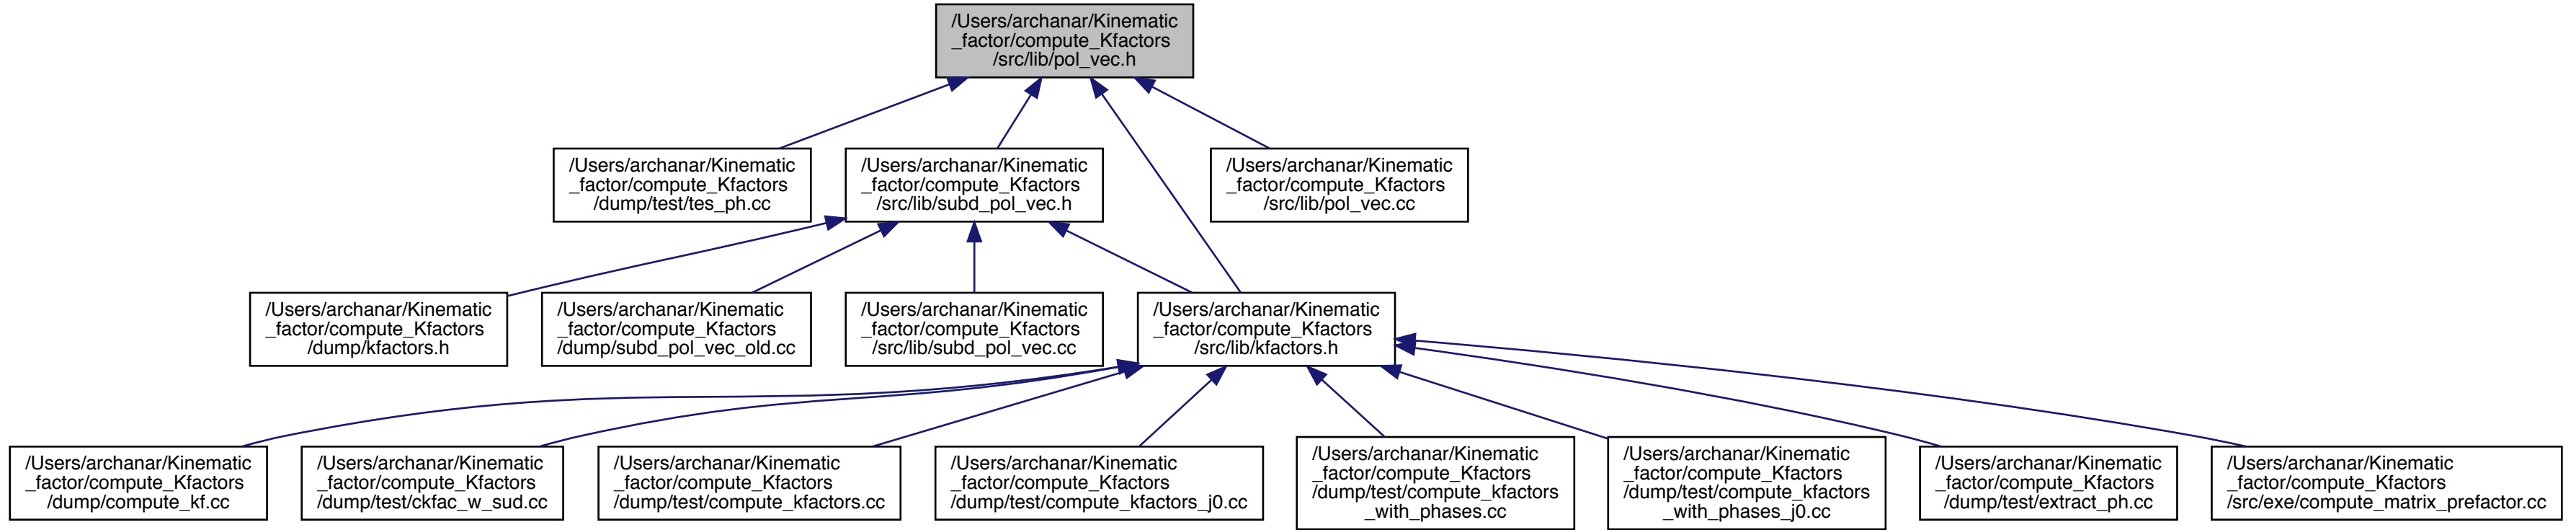 /Users/archanar/Kinematic
_factor/compute_Kfactors
/src/lib/pol_vec.h
/Users/archanar/Kinematic
_factor/compute_Kfactors
/dump/test/tes_ph.cc
/Users/archanar/Kinematic
_factor/compute_Kfactors
/src/lib/subd_pol_vec.h
/Users/archanar/Kinematic
_factor/compute_Kfactors
/src/lib/pol_vec.cc
/Users/archanar/Kinematic
_factor/compute_Kfactors
/dump/kfactors.h
/Users/archanar/Kinematic
_factor/compute_Kfactors
/dump/subd_pol_vec_old.cc
/Users/archanar/Kinematic
_factor/compute_Kfactors
/src/lib/subd_pol_vec.cc
/Users/archanar/Kinematic
_factor/compute_Kfactors
/src/lib/kfactors.h
/Users/archanar/Kinematic
_factor/compute_Kfactors
/dump/compute_kf.cc
/Users/archanar/Kinematic
_factor/compute_Kfactors
/dump/test/ckfac_w_sud.cc
/Users/archanar/Kinematic
_factor/compute_Kfactors
/dump/test/compute_kfactors.cc
/Users/archanar/Kinematic
_factor/compute_Kfactors
/dump/test/compute_kfactors_j0.cc
/Users/archanar/Kinematic
_factor/compute_Kfactors
/dump/test/compute_kfactors
_with_phases.cc
/Users/archanar/Kinematic
_factor/compute_Kfactors
/dump/test/compute_kfactors
_with_phases_j0.cc
/Users/archanar/Kinematic
_factor/compute_Kfactors
/dump/test/extract_ph.cc
/Users/archanar/Kinematic
_factor/compute_Kfactors
/src/exe/compute_matrix_prefactor.cc